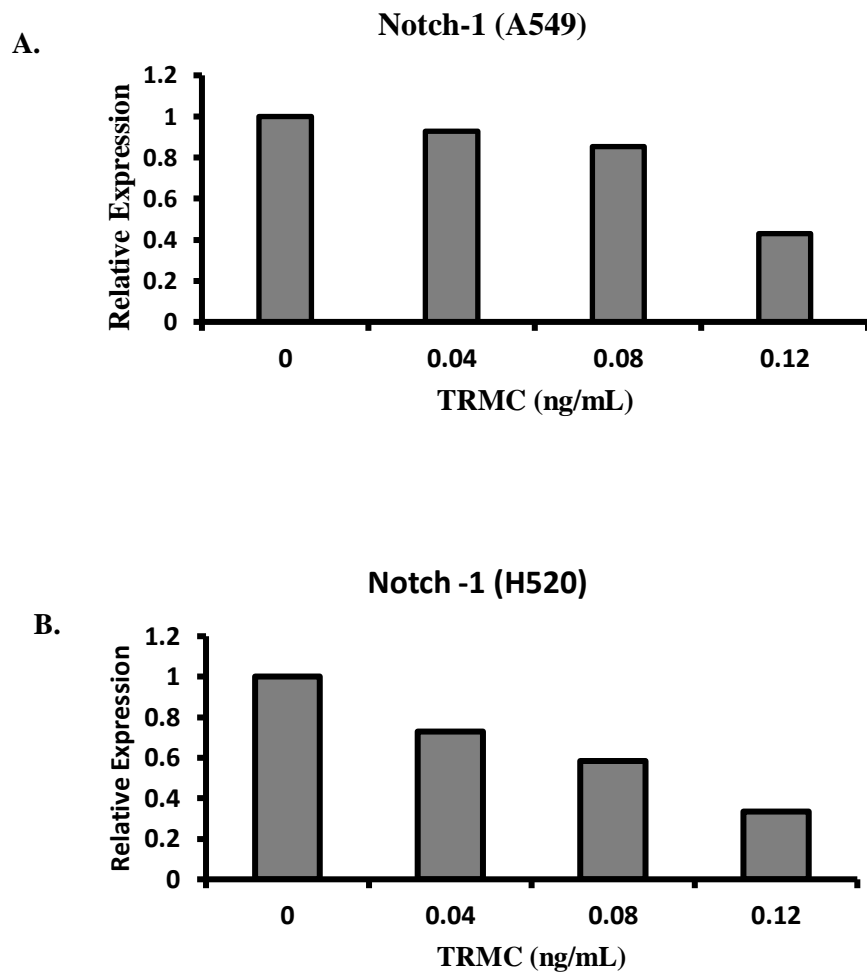 A.
Notch-1 (A549)
Relative Expression
1.2
1
0.8
0.6
0.4
0.2
0
0 0.04 0.08 0.12
TRMC (ng/mL)
B.
Notch -1 (H520)
Relative Expression
1.2
1
0.8
0.6
0.4
0.2
0
0 0.04 0.08 0.12
TRMC (ng/mL)